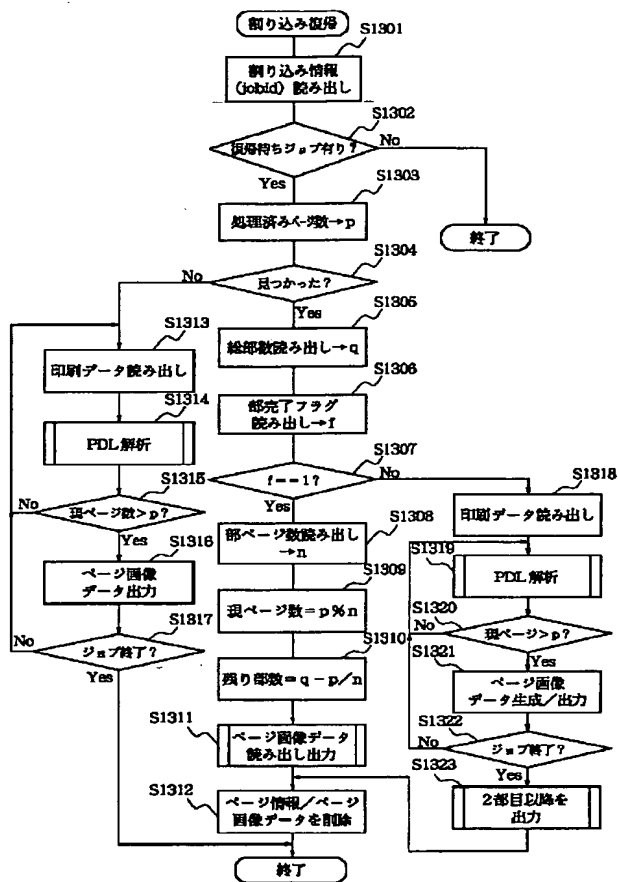 割り込み復帰
S1301
割り込み情報
(jobid) 読み出し
S1302
復帰待ちジョブ有り?
No
Yes
S1303
処理済みページ数→p
終了
S1304
見つかった?
No
Yes
S1305
総部数読み出し→q
S1306
部完了フラグ
読み出し→f
S1307
f==1?
No
Yes
S1308
部ページ数読み出し
→n
S1309
現ページ数=p%n
S1310
残り部数=q-p/n
S1311
ページ画像データ
読み出し出力
S1312
ページ情報/ページ
画像データを削除
終了
S1313
印刷データ読み出し
S1314
PDL解析
S1315
現ページ数>p?
No
Yes
S1316
ページ画像
データ出力
S1317
ジョブ終了?
No
Yes
S1318
印刷データ読み出し
S1319
PDL解析
S1320
現ページ>p?
No
Yes
S1321
ページ画像
データ生成/出力
S1322
ジョブ終了?
No
Yes
S1323
2部目以降を
出力